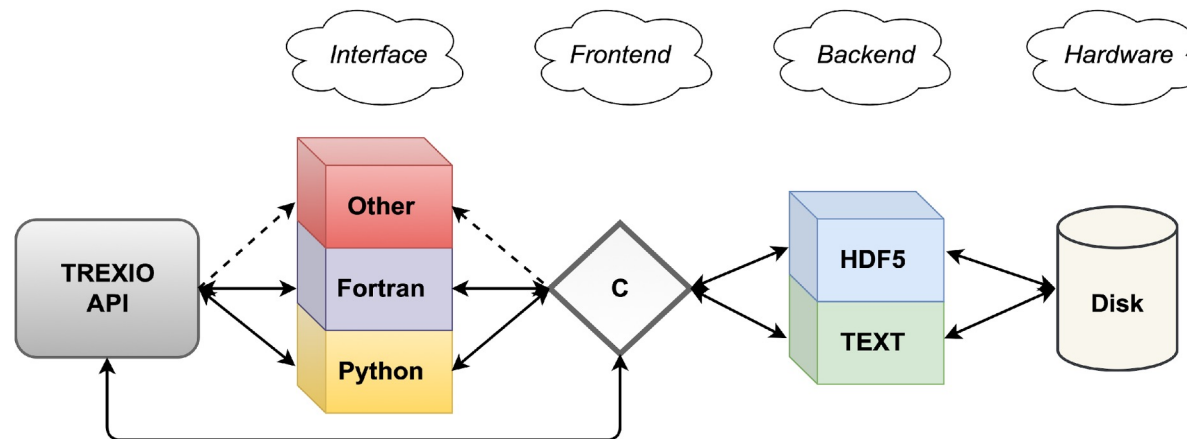 Interface
Frontend
Backend
Hardware
TREXIO
API
Other
Fortran
Python
C
HDF5
TEXT
Disk